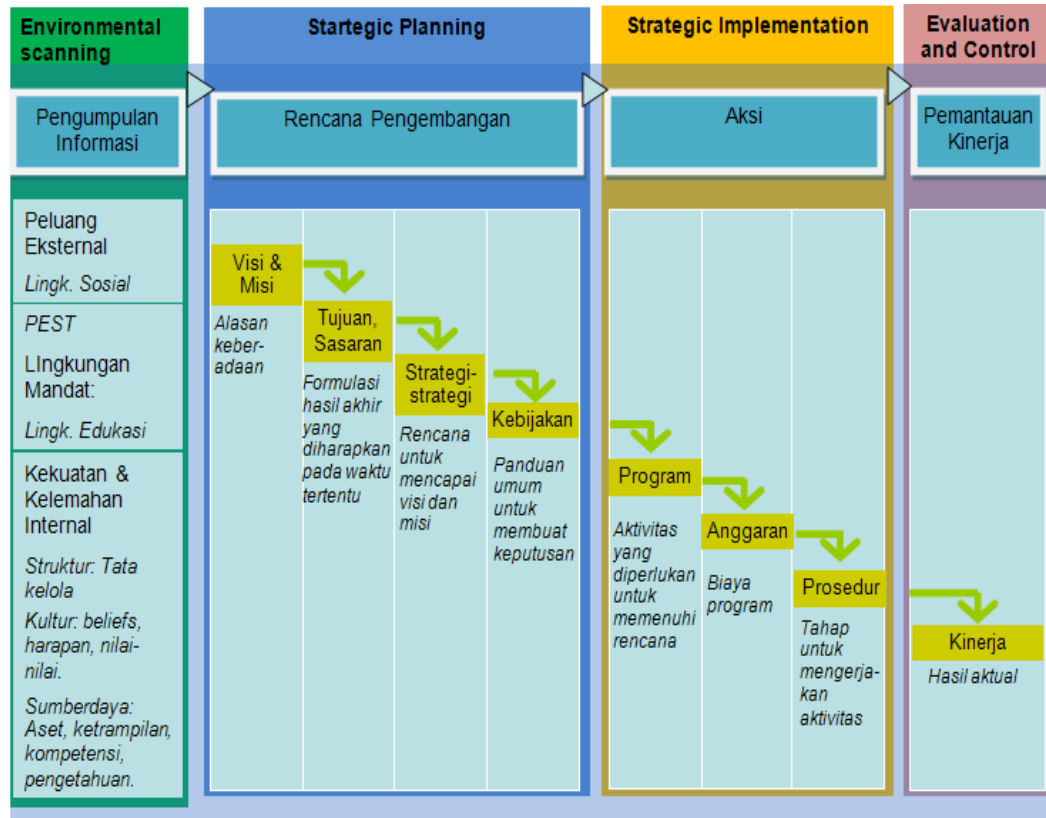 Environmental
scanning
Startegic Planning
Strategic Implementation
Evaluation
and Control
Pengumpulan
Informasi
Rencana Pengembangan
Aksi
Pemantauan
Kinerja
Peluang
Eksternal
Lingk. Sosial
PEST
LIngkungan
Mandat:
Lingk. Edukasi
Kekuatan &
Kelemahan
Internal
Struktur: Tata
kelola
Kultur: beliefs,
harapan, nilai-
nilai.
Sumberdaya:
Aset, ketrampilan,
kompetensi,
pengetahuan.
Visi &
Misi
Alasan
keber-
adaan
Tujuan,
Sasaran
Formulasi
hasil akhir
yang
diharapkan
pada waktu
tertentu
Strategi-
strategi
Rencana
untuk
mencapai
visi dan
misi
Kebijakan
Panduan
umum
untuk
membuat
keputusan
Program
Aktivitas
yang
diperlukan
untuk
memenuhi
rencana
Anggaran
Biaya
program
Prosedur
Tahap
untuk
mengerja-
kan
aktivitas
Kinerja
Hasil aktual